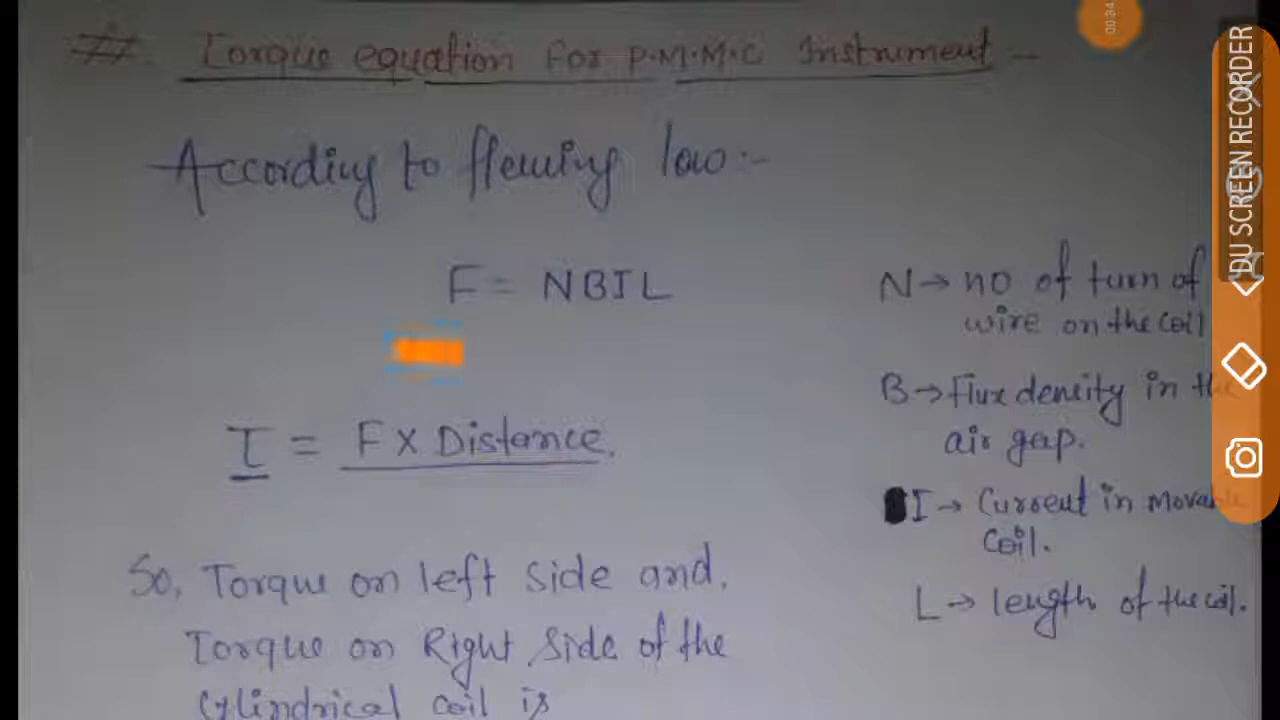 # Torque equation for P.M.M.C Instrument -
According to fleming law:-
F = NBIL
N → no of turn of
wire on the coil
B → Flux density in the
air gap.
T = F X Distance.
I → Current in movable
coil.
L → length of the coil.
So, Torque on left side and,
Torque on Right side of the
Cylindrical coil is
DU SCREEN RECORDER